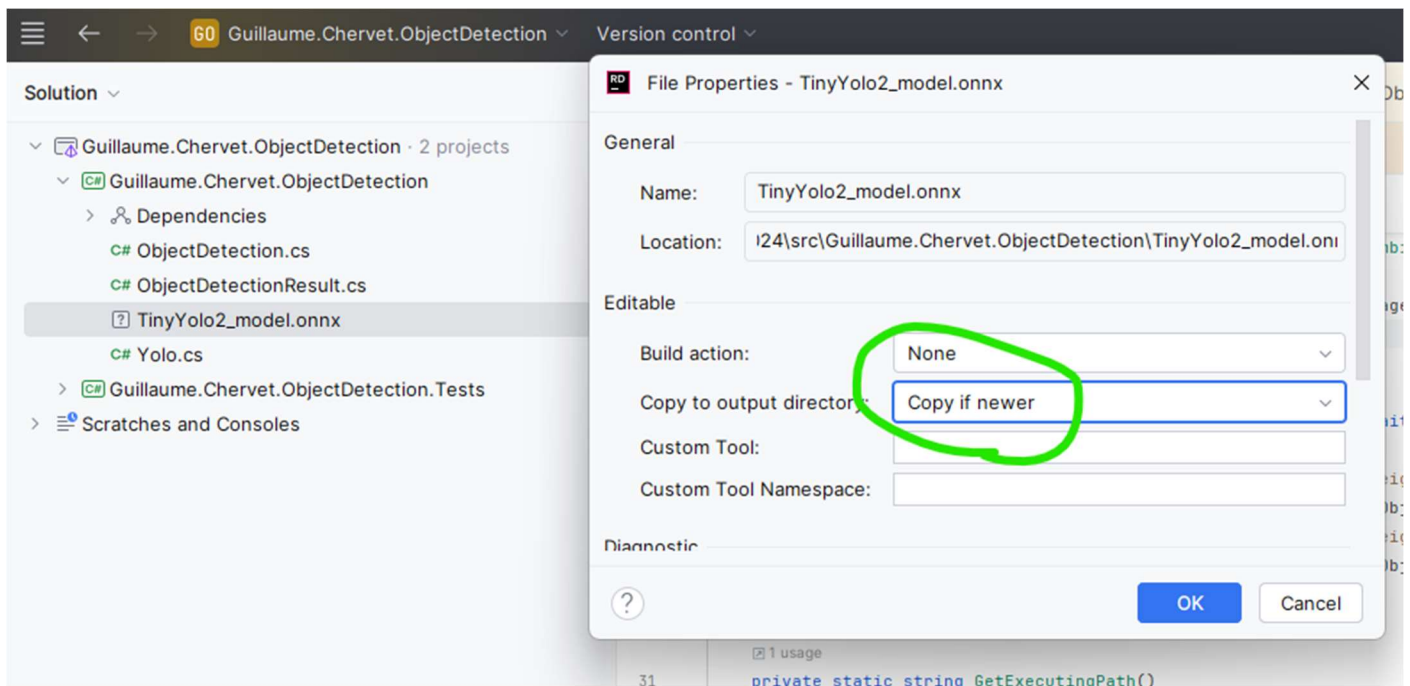 GO Guillaume.Chervet.ObjectDetection Version control
Solution
Guillaume.Chervet.ObjectDetection · 2 projects
C# Guillaume.Chervet.ObjectDetection
Dependencies
C# ObjectDetection.cs
C# ObjectDetectionResult.cs
? TinyYolo2_model.onnx
C# Yolo.cs
C# Guillaume.Chervet.ObjectDetection.Tests
Scratches and Consoles
RD File Properties - TinyYolo2_model.onnx
General
Name: TinyYolo2_model.onnx
Location: 24\src\Guillaume.Chervet.ObjectDetection\TinyYolo2_model.on
Editable
Build action: None
Copy to output directory: Copy if newer
Custom Tool:
Custom Tool Namespace:
Diagnostic
? OK Cancel
1 usage
31 private static string GetExecutingPath()